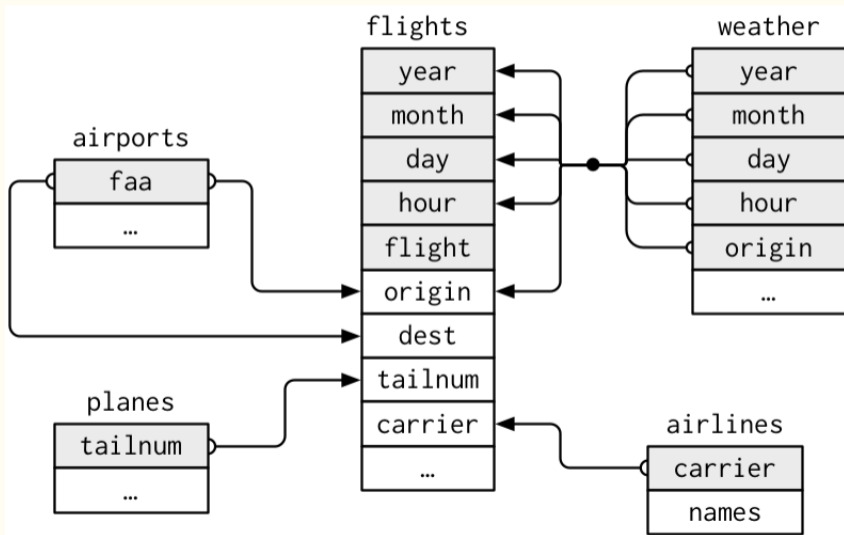 flights
year
month
day
hour
flight
origin
dest
tailnum
carrier
…
weather
year
month
day
hour
origin
…
airports
faa
…
planes
tailnum
…
airlines
carrier
names